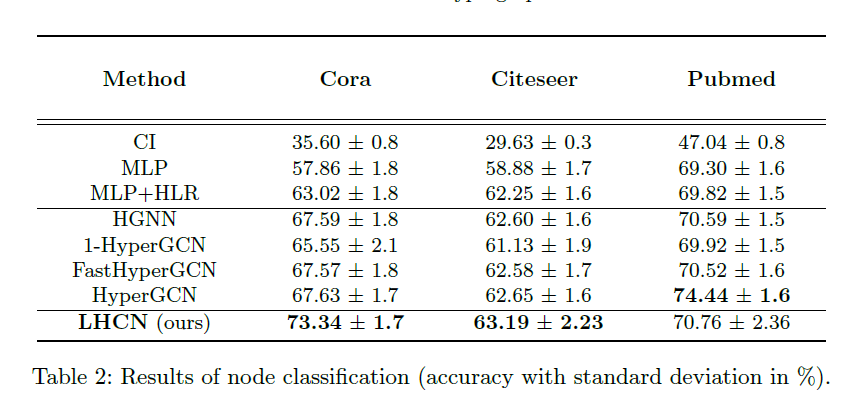 Method Cora Citeseer Pubmed
CI 35.60 ± 0.8 29.63 ± 0.3 47.04 ± 0.8
MLP 57.86 ± 1.8 58.88 ± 1.7 69.30 ± 1.6
MLP+HLR 63.02 ± 1.8 62.25 ± 1.6 69.82 ± 1.5
HGNN 67.59 ± 1.8 62.60 ± 1.6 70.59 ± 1.5
1-HyperGCN 65.55 ± 2.1 61.13 ± 1.9 69.92 ± 1.5
FastHyperGCN 67.57 ± 1.8 62.58 ± 1.7 70.52 ± 1.6
HyperGCN 67.63 ± 1.7 62.65 ± 1.6 74.44 ± 1.6
LHCN (ours) 73.34 ± 1.7 63.19 ± 2.23 70.76 ± 2.36
Table 2: Results of node classification (accuracy with standard deviation in %).